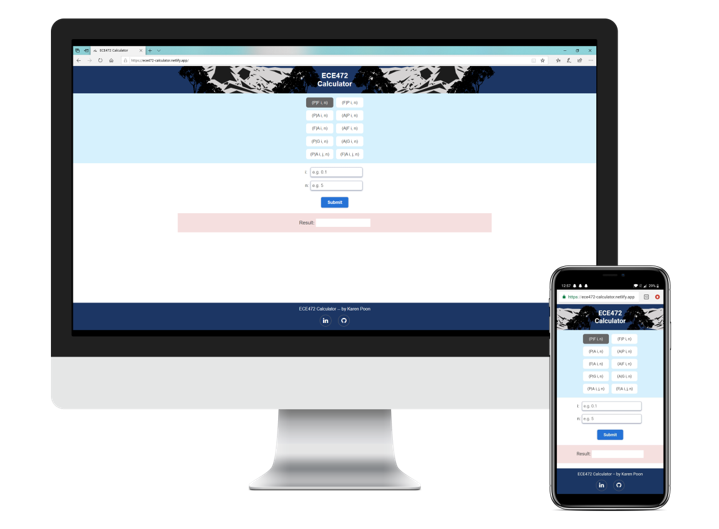 ECE472 Calculator
https://ece472-calculator.netlify.app/
ECE472
Calculator
(F|P i, n) (P|F i, n)
(P|A i, n) (A|P i, n)
(F|A i, n) (A|F i, n)
(P|G i, n) (A|G i, n)
(P|A i, j, n) (F|A i, j, n)
i: e.g. 0.1
n: e.g. 5
Submit
Result:
ECE472 Calculator – by Karen Poon
in
https://ece472-calculator.netlify.app
ECE472
Calculator
(P|A i, n) (A|P i, n)
(F|A i, n) (A|F i, n)
(P|G i, n) (A|G i, n)
(P|A i, j, n) (F|A i, j, n)
i: e.g. 0.1
n: e.g. 5
Submit
Result:
ECE472 Calculator – by Karen Poon
in